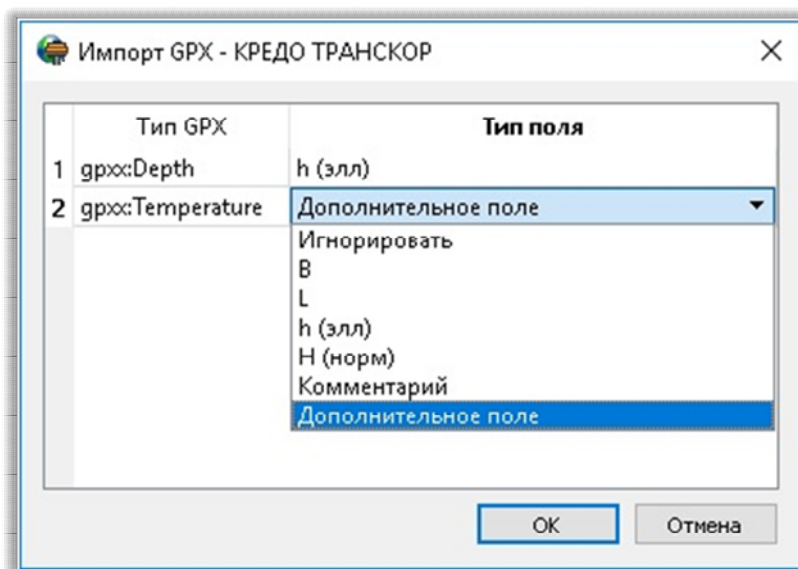 Импорт GPX - КРЕДО ТРАНСКОР
Тип GPX Тип поля
1 gpxx:Depth h (элл)
2 gpxx:Temperature Дополнительное поле
Игнорировать
B
L
h (элл)
H (норм)
Комментарий
Дополнительное поле
OK Отмена